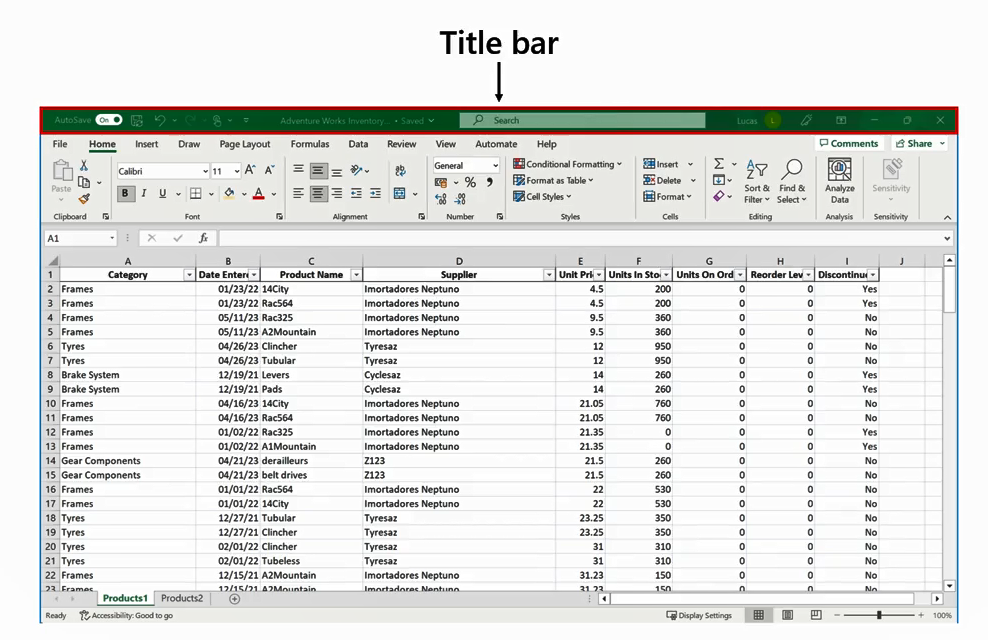 Title bar
AutoSave On Adventure Works Inventory... • Saved Search Lucas L
File Home Insert Draw Page Layout Formulas Data Review View Automate Help Comments Share
Paste Calibri 11 A^ A˅ General Conditional Formatting Insert Σ
B I U A % 9 Format as Table Delete Sort & Find & Analyze Sensitivity
Cell Styles Format Filter Select Data
Clipboard Font Alignment Number Styles Cells Editing Analysis Sensitivity
A1 fx
A B C D E F G H I J
1 Category Date Entere Product Name Supplier Unit Pri Units In Sto Units On Ord Reorder Lev Discontinue
2 Frames 01/23/22 14City Imortadores Neptuno 4.5 200 0 0 Yes
3 Frames 01/23/22 Rac564 Imortadores Neptuno 4.5 200 0 0 Yes
4 Frames 05/11/23 Rac325 Imortadores Neptuno 9.5 360 0 0 No
5 Frames 05/11/23 A2Mountain Imortadores Neptuno 9.5 360 0 0 No
6 Tyres 04/26/23 Clincher Tyresaz 12 950 0 0 No
7 Tyres 04/26/23 Tubular Tyresaz 12 950 0 0 No
8 Brake System 12/19/21 Levers Cyclesaz 14 260 0 0 Yes
9 Brake System 12/19/21 Pads Cyclesaz 14 260 0 0 Yes
10 Frames 04/16/23 14City Imortadores Neptuno 21.05 760 0 0 No
11 Frames 04/16/23 Rac564 Imortadores Neptuno 21.05 760 0 0 No
12 Frames 01/02/22 Rac325 Imortadores Neptuno 21.35 0 0 0 Yes
13 Frames 01/02/22 A1Mountain Imortadores Neptuno 21.35 0 0 0 Yes
14 Gear Components 04/21/23 derailleurs Z123 21.5 260 0 0 No
15 Gear Components 04/21/23 belt drives Z123 21.5 260 0 0 No
16 Frames 01/01/22 Rac564 Imortadores Neptuno 22 530 0 0 No
17 Frames 01/01/22 14City Imortadores Neptuno 22 530 0 0 No
18 Tyres 12/27/21 Tubular Tyresaz 23.25 350 0 0 No
19 Tyres 12/27/21 Clincher Tyresaz 23.25 350 0 0 No
20 Tyres 02/01/22 Clincher Tyresaz 31 310 0 0 No
21 Tyres 02/01/22 Tubeless Tyresaz 31 310 0 0 No
22 Frames 12/15/21 A2Mountain Imortadores Neptuno 31.23 150 0 0 No
23 Frames 12/15/21 A2Mountain Imortadores Neptuno 31.23 150 0 0 No
Products1 Products2
Ready Accessibility: Good to go Display Settings 100%